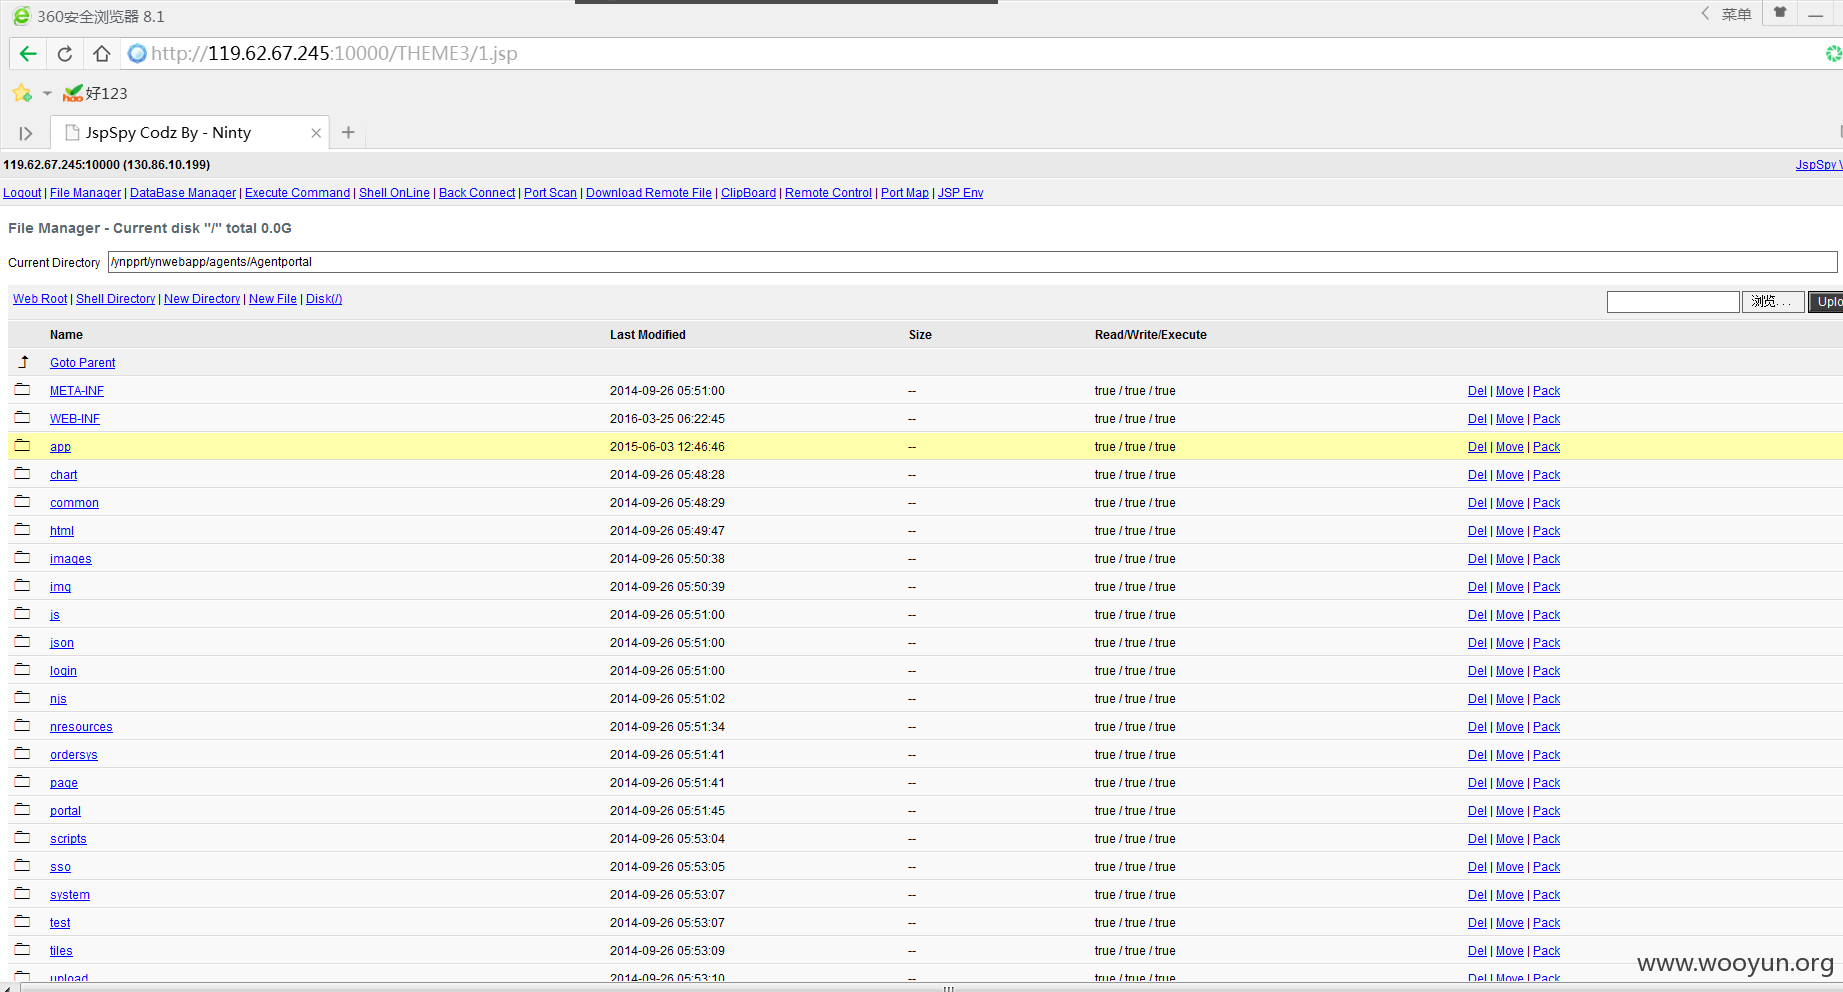 360安全浏览器 8.1
菜单
http://119.62.67.245:10000/THEME3/1.jsp
好123
JspSpy Codz By - Ninty
119.62.67.245:10000 (130.86.10.199)
JspSpy V
Logout | File Manager | DataBase Manager | Execute Command | Shell OnLine | Back Connect | Port Scan | Download Remote File | ClipBoard | Remote Control | Port Map | JSP Env
File Manager - Current disk "/" total 0.0G
Current Directory /ynpprt/ynwebapp/agents/Agentportal
Web Root | Shell Directory | New Directory | New File | Disk(/)
浏览... Uplo
Name Last Modified Size Read/Write/Execute
Goto Parent
META-INF 2014-09-26 05:51:00 -- true / true / true Del | Move | Pack
WEB-INF 2016-03-25 06:22:45 -- true / true / true Del | Move | Pack
app 2015-06-03 12:46:46 -- true / true / true Del | Move | Pack
chart 2014-09-26 05:48:28 -- true / true / true Del | Move | Pack
common 2014-09-26 05:48:29 -- true / true / true Del | Move | Pack
html 2014-09-26 05:49:47 -- true / true / true Del | Move | Pack
images 2014-09-26 05:50:38 -- true / true / true Del | Move | Pack
img 2014-09-26 05:50:39 -- true / true / true Del | Move | Pack
js 2014-09-26 05:51:00 -- true / true / true Del | Move | Pack
json 2014-09-26 05:51:00 -- true / true / true Del | Move | Pack
login 2014-09-26 05:51:00 -- true / true / true Del | Move | Pack
njs 2014-09-26 05:51:02 -- true / true / true Del | Move | Pack
nresources 2014-09-26 05:51:34 -- true / true / true Del | Move | Pack
ordersys 2014-09-26 05:51:41 -- true / true / true Del | Move | Pack
page 2014-09-26 05:51:41 -- true / true / true Del | Move | Pack
portal 2014-09-26 05:51:45 -- true / true / true Del | Move | Pack
scripts 2014-09-26 05:53:04 -- true / true / true Del | Move | Pack
sso 2014-09-26 05:53:05 -- true / true / true Del | Move | Pack
system 2014-09-26 05:53:07 -- true / true / true Del | Move | Pack
test 2014-09-26 05:53:07 -- true / true / true Del | Move | Pack
tiles 2014-09-26 05:53:09 -- true / true / true Del | Move | Pack
upload 2014-09-26 05:53:10 -- true / true / true Del | Move | Pack
www.wooyun.org